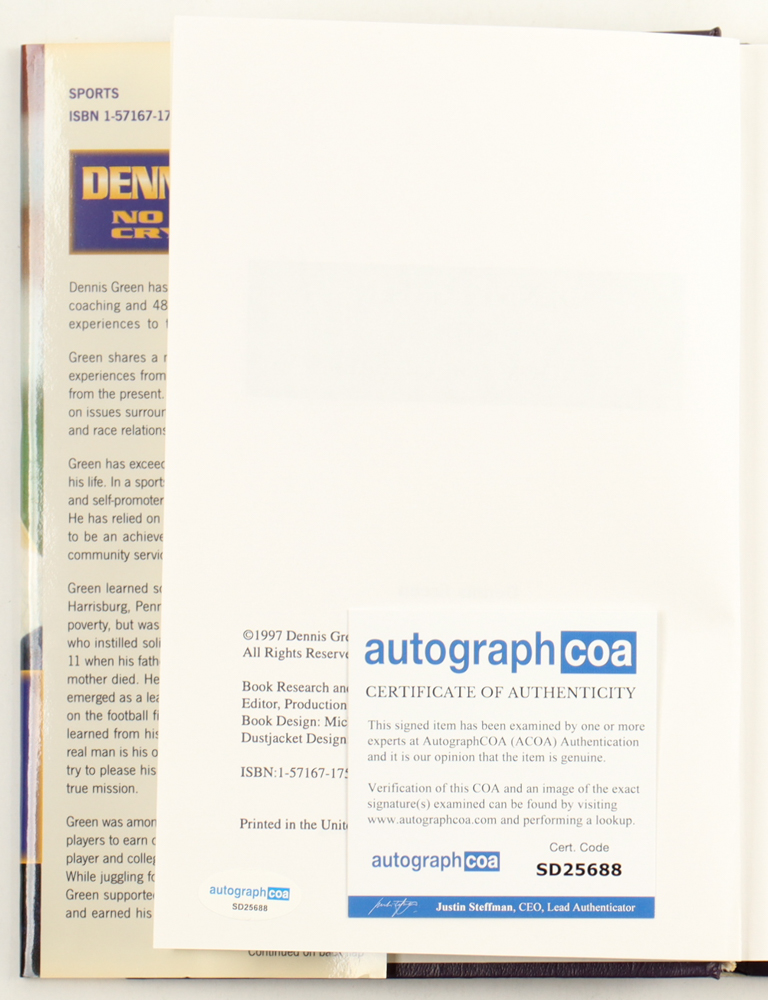 SPORTS
ISBN 1-57167-17
DENN
NO
CRY
Dennis Green has
coaching and 48
experiences to
Green shares a
experiences from
from the present.
on issues surrour
and race relations
Green has exceed
his life. In a sport
and self-promoter
He has relied on
to be an achieve
community servic
Green learned so
Harrisburg, Penr
poverty, but was
who instilled soli
11 when his fath
mother died. He
emerged as a lea
on the football fi
learned from his
real man is his o
try to please his
true mission.
Green was amon
players to earn
player and colleg
While juggling fo
Green supporte
and earned his
Continued on bac
©1997 Dennis Gre
All Rights Reserve
Book Research an
Editor, Production
Book Design: Mic
Dustjacket Design
ISBN:1-57167-175
Printed in the Unite
autographcoa
SD25688
autographcoa
CERTIFICATE OF AUTHENTICITY
This signed item has been examined by one or more
experts at AutographCOA (ACOA) Authentication
and it is our opinion that the item is genuine.
Verification of this COA and an image of the exact
signature(s) examined can be found by visiting
www.autographcoa.com and performing a lookup.
autographcoa
Cert. Code
SD25688
Justin Steffman, CEO, Lead Authenticator